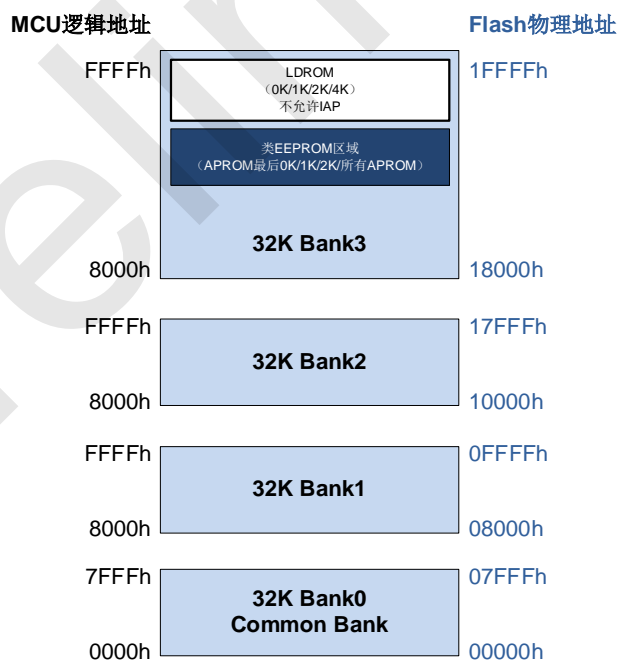 MCU逻辑地址
Flash物理地址
FFFFh
1FFFFh
LDROM
（0K/1K/2K/4K）
不允许IAP
类EEPROM区域
（APROM最后0K/1K/2K/所有APROM）
32K Bank3
8000h
18000h
FFFFh
17FFFh
32K Bank2
8000h
10000h
FFFFh
0FFFFh
32K Bank1
8000h
08000h
7FFFh
07FFFh
32K Bank0
Common Bank
0000h
00000h